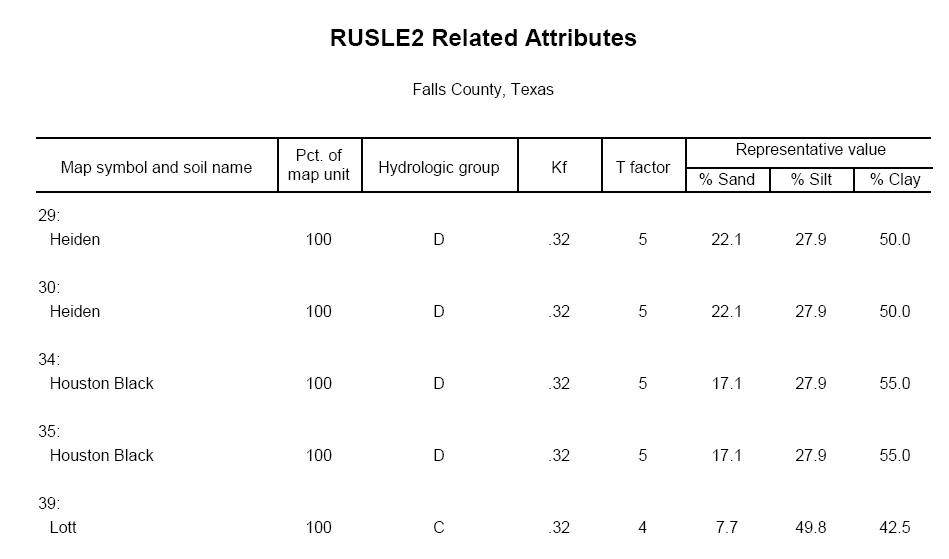 RUSLE2 Related Attributes
Falls County, Texas
Map symbol and soil name Pct. of map unit Hydrologic group Kf T factor Representative value
% Sand % Silt % Clay
29:
Heiden 100 D .32 5 22.1 27.9 50.0
30:
Heiden 100 D .32 5 22.1 27.9 50.0
34:
Houston Black 100 D .32 5 17.1 27.9 55.0
35:
Houston Black 100 D .32 5 17.1 27.9 55.0
39:
Lott 100 C .32 4 7.7 49.8 42.5